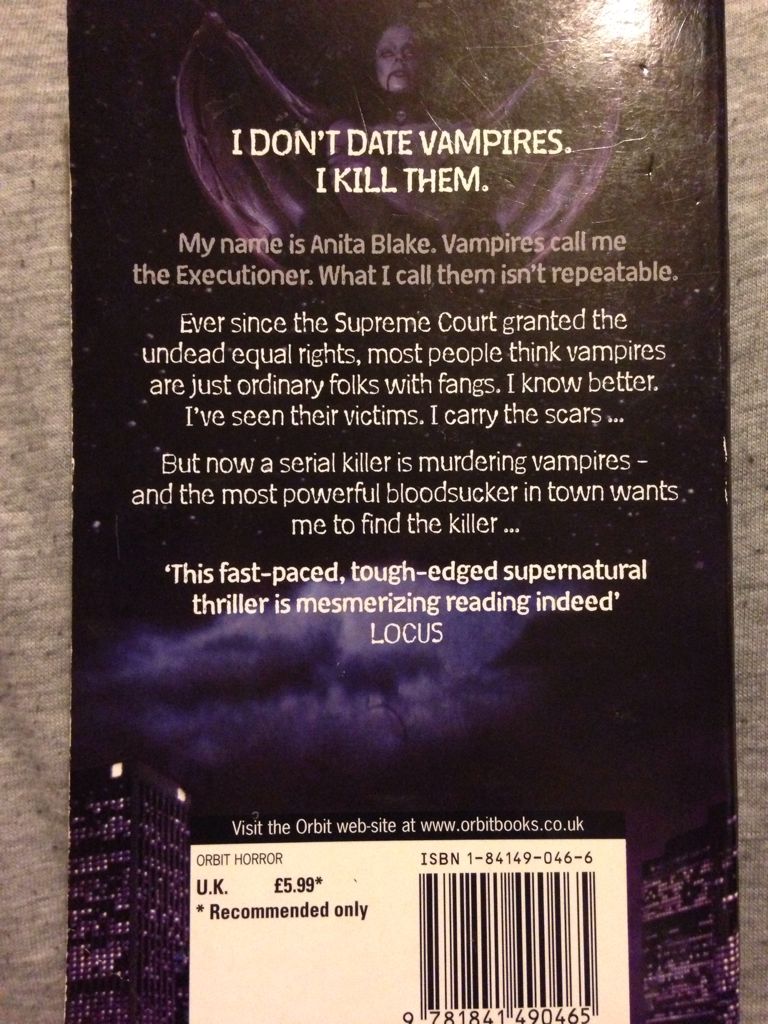 I DON'T DATE VAMPIRES.
I KILL THEM.
My name is Anita Blake. Vampires call me
the Executioner. What I call them isn't repeatable.
Ever since the Supreme Court granted the
undead equal rights, most people think vampires
are just ordinary folks with fangs. I know better.
I've seen their victims. I carry the scars ...
But now a serial killer is murdering vampires –
and the most powerful bloodsucker in town wants
me to find the killer ...
'This fast-paced, tough-edged supernatural
thriller is mesmerizing reading indeed'
LOCUS
Visit the Orbit web-site at www.orbitbooks.co.uk
ORBIT HORROR
ISBN 1-84149-046-6
U.K. £5.99*
* Recommended only
9 781841 490465